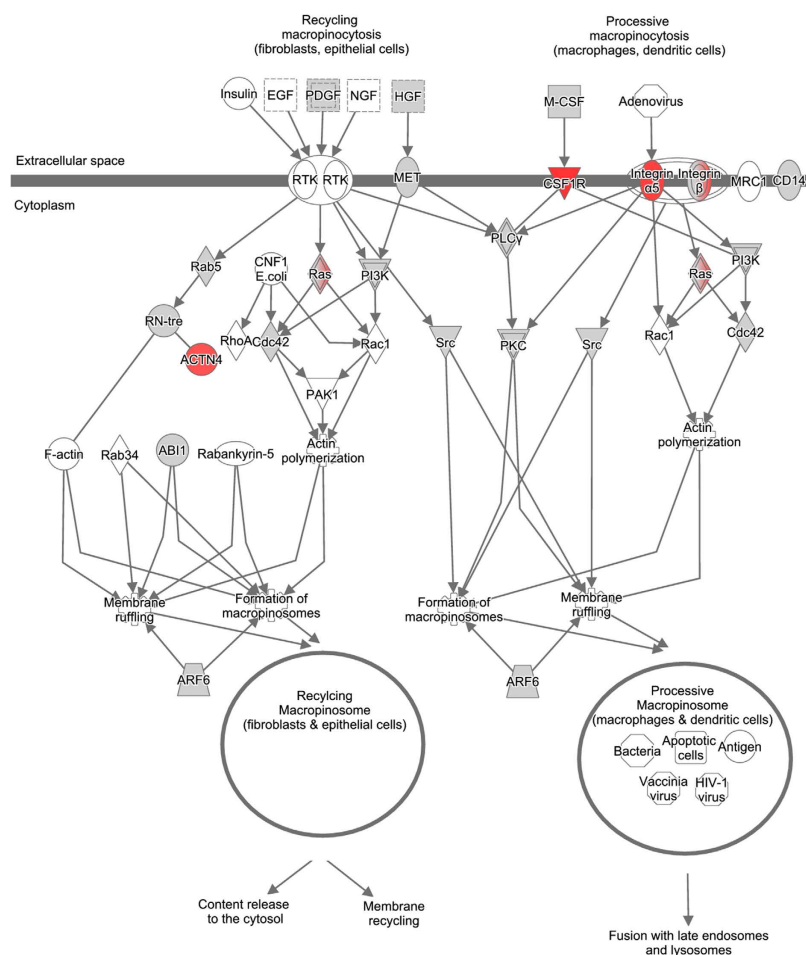 Recycling
macropinocytosis
(fibroblasts, epithelial cells)
Processive
macropinocytosis
(macrophages, dendritic cells)
Insulin
EGF
PDGF
NGF
HGF
M-CSF
Adenovirus
Extracellular space
RTK
RTK
MET
CSF1R
Integrin
α5
Integrin
β
MRC1
CD14
Cytoplasm
Rab5
CNF1
E.coli
Ras
PI3K
PLCγ
Ras
PI3K
RN-tre
ACTN4
RhoA
Cdc42
Rac1
Src
PKC
Src
Rac1
Cdc42
PAK1
F-actin
Rab34
ABI1
Rabankyrin-5
Actin
polymerization
Actin
polymerization
Membrane
ruffling
Formation of
macropinosomes
Formation of
macropinosomes
Membrane
ruffling
ARF6
ARF6
Recylcing
Macropinosome
(fibroblasts & epithelial cells)
Processive
Macropinosome
(macrophages & dendritic cells)
Bacteria
Apoptotic
cells
Antigen
Vaccinia
virus
HIV-1
virus
Content release
to the cytosol
Membrane
recycling
Fusion with late endosomes
and lysosomes